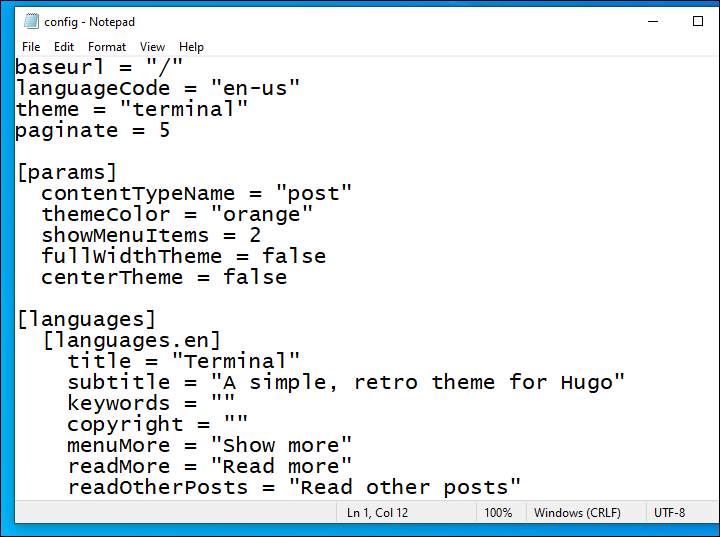 config - Notepad
File Edit Format View Help
baseurl = "/"
languageCode = "en-us"
theme = "terminal"
paginate = 5
[params]
contentTypeName = "post"
themeColor = "orange"
showMenuItems = 2
fullWidthTheme = false
centerTheme = false
[languages]
[languages.en]
title = "Terminal"
subtitle = "A simple, retro theme for Hugo"
keywords = ""
copyright = ""
menuMore = "Show more"
readMore = "Read more"
readOtherPosts = "Read other posts"
Ln 1, Col 12 100% Windows (CRLF) UTF-8